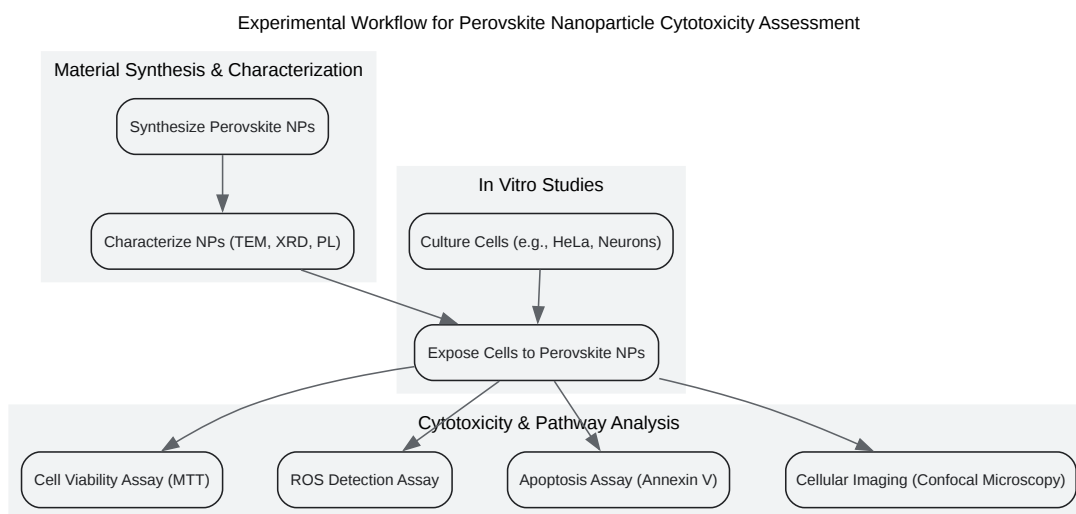 Experimental Workflow for Perovskite Nanoparticle Cytotoxicity Assessment
Material Synthesis & Characterization
Synthesize Perovskite NPs
Characterize NPs (TEM, XRD, PL)
In Vitro Studies
Culture Cells (e.g., HeLa, Neurons)
Expose Cells to Perovskite NPs
Cytotoxicity & Pathway Analysis
Cell Viability Assay (MTT)
ROS Detection Assay
Apoptosis Assay (Annexin V)
Cellular Imaging (Confocal Microscopy)